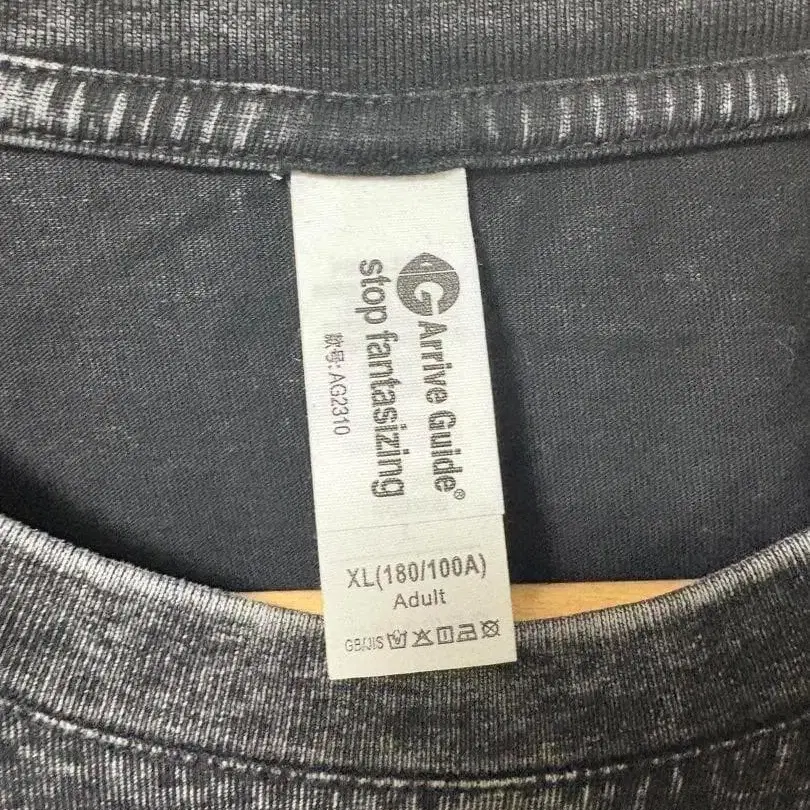 G Arrive Guide®
stop fantasizing
款号:AG2310
XL(180/100A)
Adult
GB/JIS